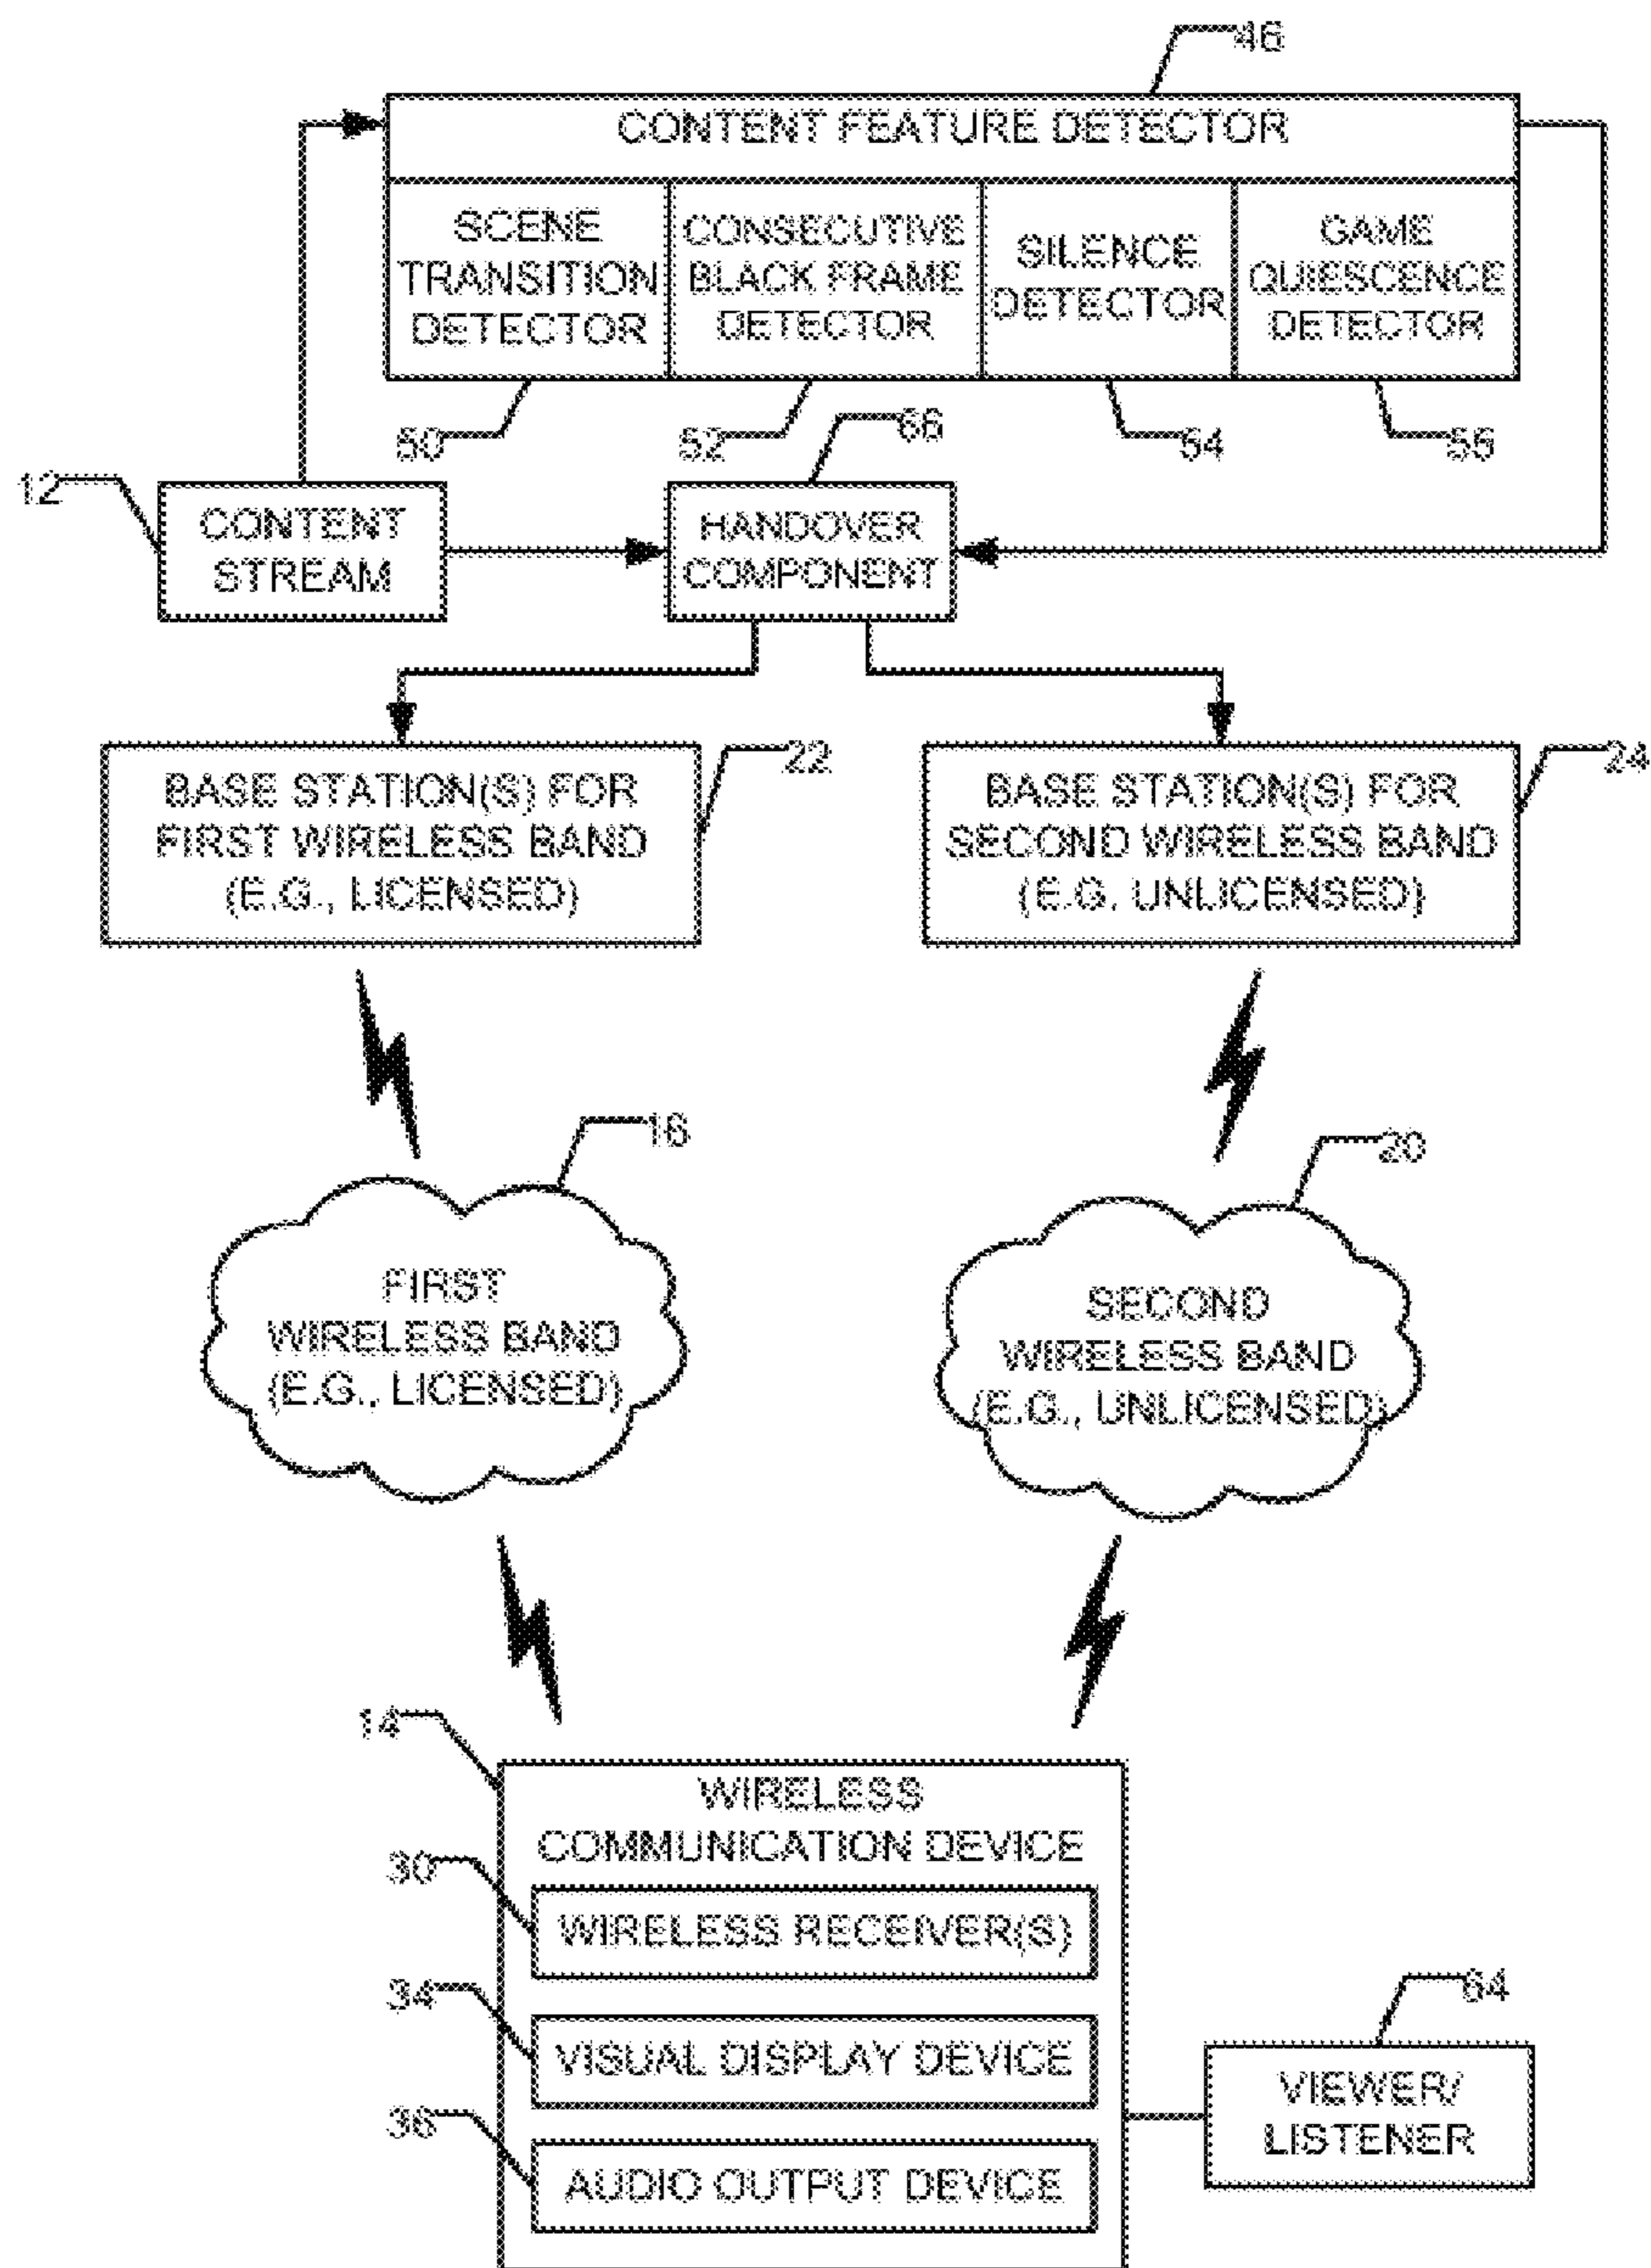 46
CONTENT FEATURE DETECTOR
SCENE
TRANSITION
DETECTOR
CONSECUTIVE
BLACK FRAME
DETECTOR
SILENCE
DETECTOR
GAME
QUIESCENCE
DETECTOR
50
52
66
54
55
12
CONTENT
STREAM
HANDOVER
COMPONENT
BASE STATION(S) FOR
FIRST WIRELESS BAND
(E.G., LICENSED)
22
BASE STATION(S) FOR
SECOND WIRELESS BAND
(E.G. UNLICENSED)
24
16
FIRST
WIRELESS BAND
(E.G., LICENSED)
20
SECOND
WIRELESS BAND
(E.G., UNLICENSED)
14
WIRELESS
COMMUNICATION DEVICE
30
WIRELESS RECEIVER(S)
34
VISUAL DISPLAY DEVICE
36
AUDIO OUTPUT DEVICE
64
VIEWER/
LISTENER